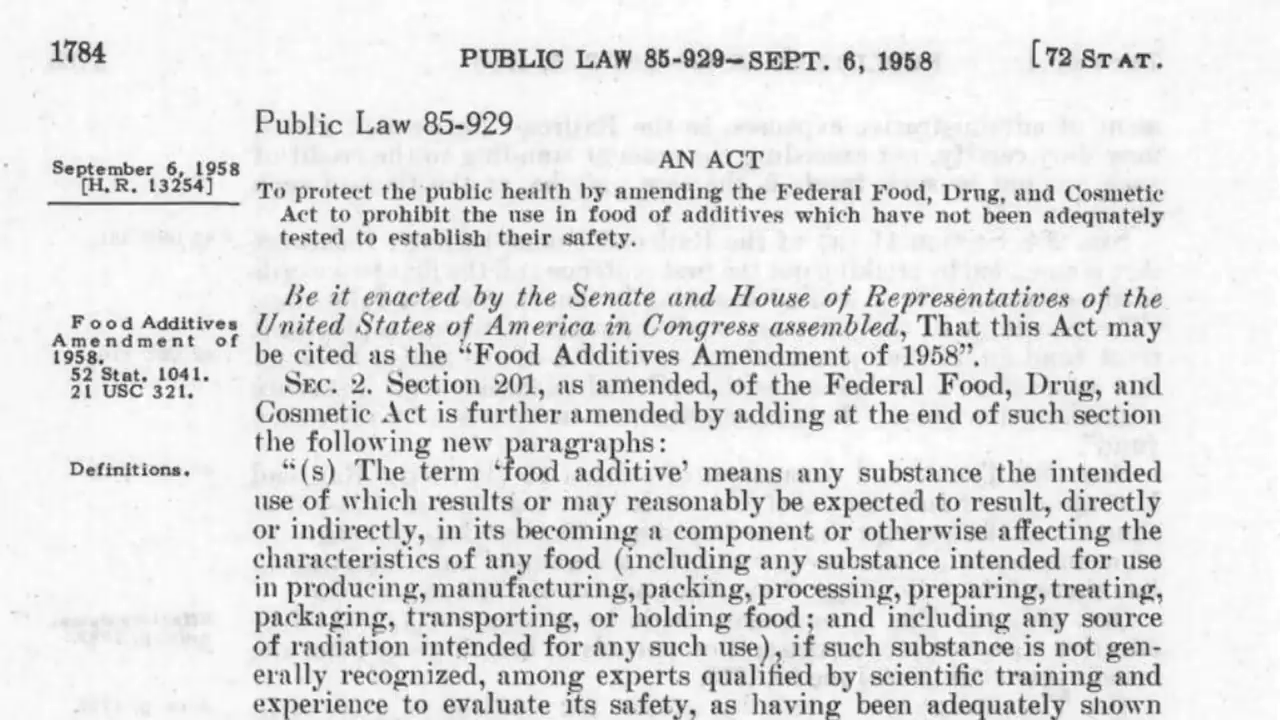 1784
PUBLIC LAW 85-929—SEPT. 6, 1958
[72 STAT.
Public Law 85-929
September 6, 1958
[H. R. 13254]
AN ACT
To protect the public health by amending the Federal Food, Drug, and Cosmetic
Act to prohibit the use in food of additives which have not been adequately
tested to establish their safety.
Be it enacted by the Senate and House of Representatives of the
United States of America in Congress assembled, That this Act may
be cited as the "Food Additives Amendment of 1958".
Food Additives
Amendment of
1958.
52 Stat. 1041.
21 USC 321.
SEC. 2. Section 201, as amended, of the Federal Food, Drug, and
Cosmetic Act is further amended by adding at the end of such section
the following new paragraphs:
Definitions.
"(s) The term 'food additive' means any substance the intended
use of which results or may reasonably be expected to result, directly
or indirectly, in its becoming a component or otherwise affecting the
characteristics of any food (including any substance intended for use
in producing, manufacturing, packing, processing, preparing, treating,
packaging, transporting, or holding food; and including any source
of radiation intended for any such use), if such substance is not gen-
erally recognized, among experts qualified by scientific training and
experience to evaluate its safety, as having been adequately shown